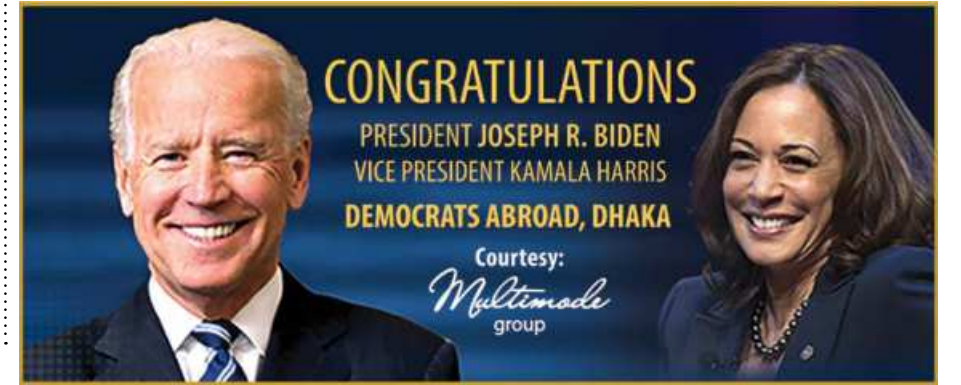 CONGRATULATIONS
PRESIDENT JOSEPH R. BIDEN
VICE PRESIDENT KAMALA HARRIS
DEMOCRATS ABROAD, DHAKA
Courtesy:
Multimode
group